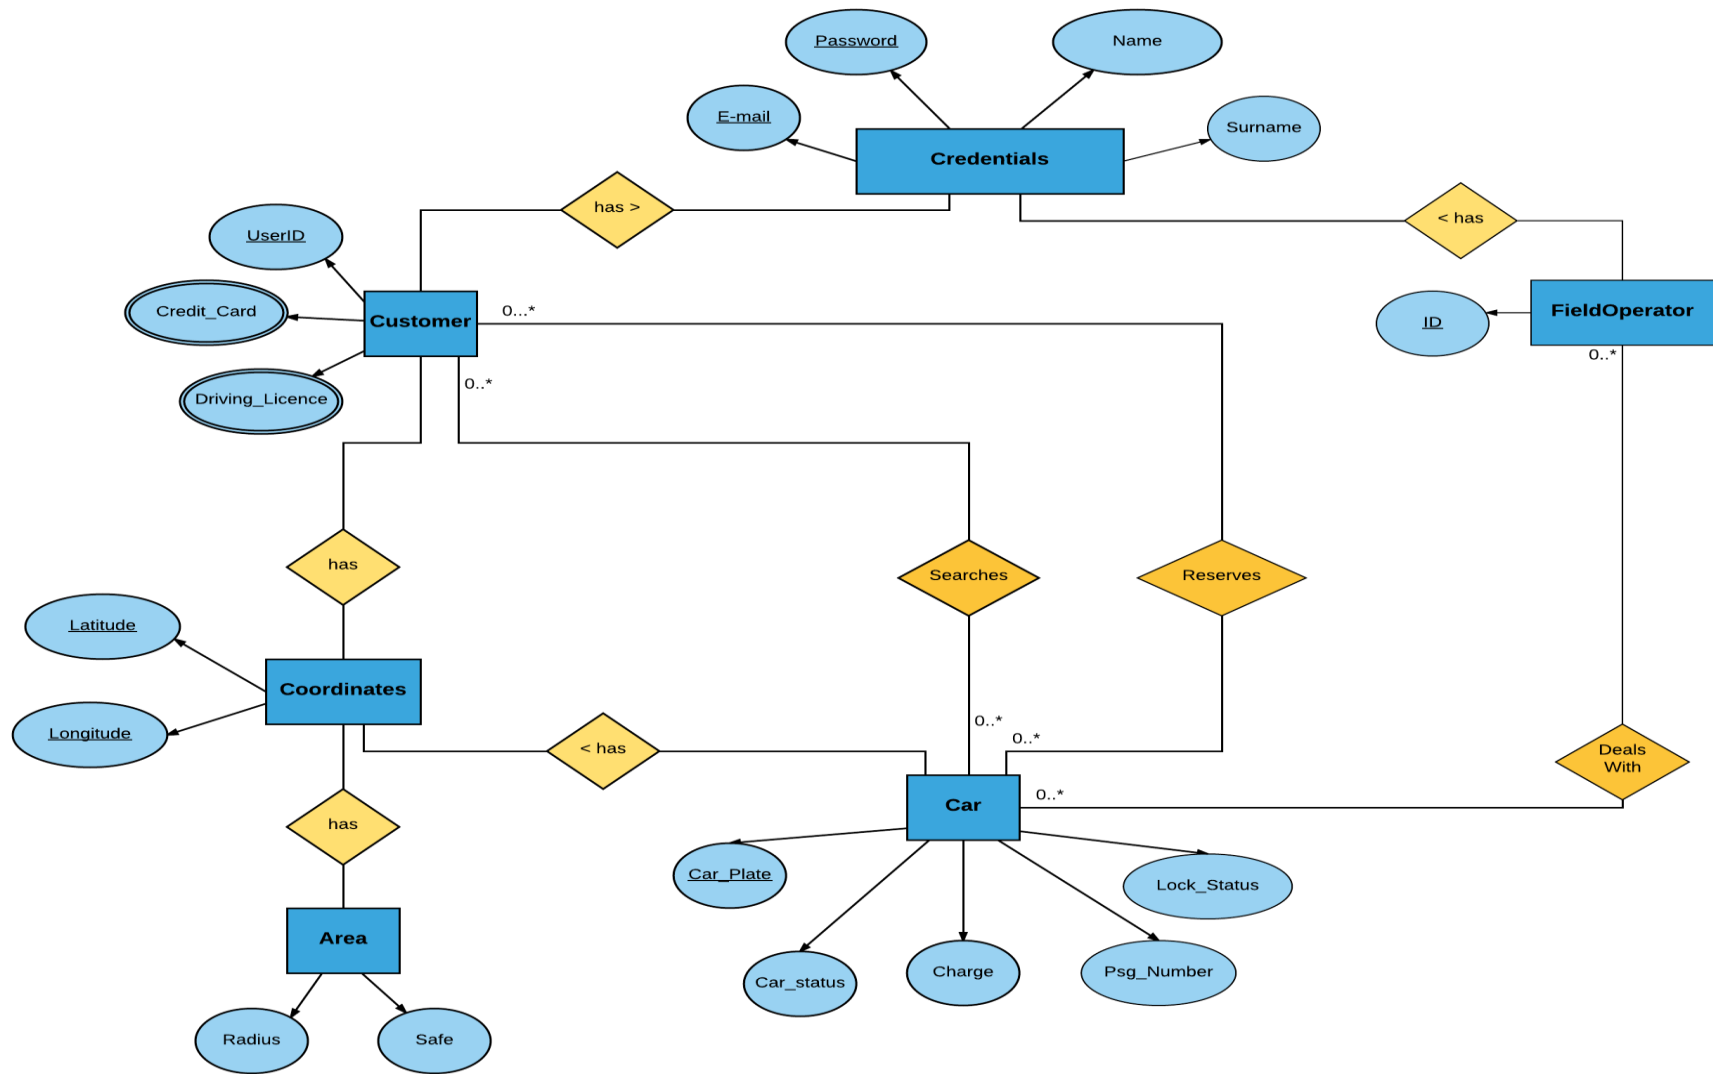 Password
Name
E-mail
Surname
Credentials
has >
< has
UserID
Credit_Card
Customer
0...*
FieldOperator
ID
0..*
0..*
Driving_Licence
has
Searches
Reserves
Latitude
Coordinates
Longitude
0..*
0..*
< has
Deals
With
0..*
Car
has
Car_Plate
Lock_Status
Area
Car_status
Charge
Psg_Number
Radius
Safe